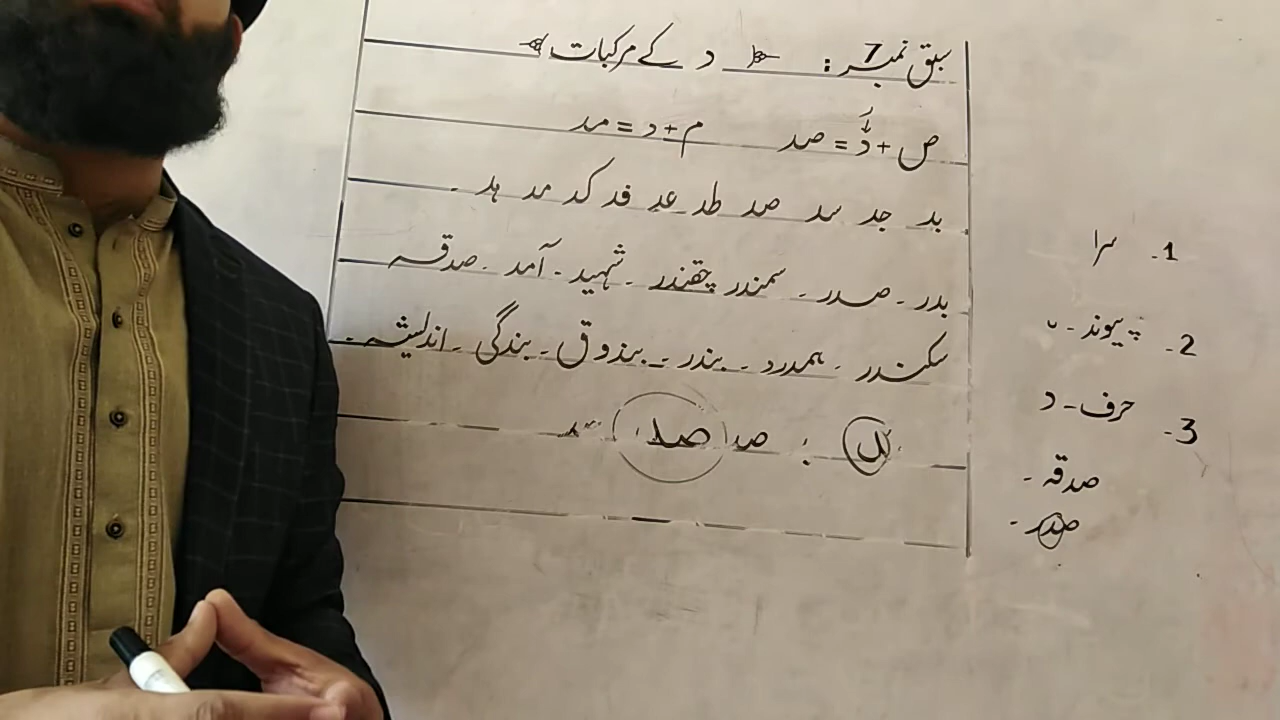 سبق نمبر 7 : د کے مرکبات
ص + د = صد م + د = مد
بد جد سد صد طد عد فد کد مد ہد ۔
بدر ۔ صدر ۔ سمندر چقندر ۔ شہید ۔ آمد ۔ صدقہ
سکندر ۔ ہمدرد ۔ بندر ۔ بندوق ۔ بندگی ۔ اندیشہ ۔
: صد صد
1۔ سرا
2۔ پیوند ۔
3۔ حرف ۔ د
صدقہ ۔
صدر ۔